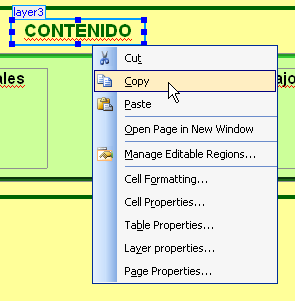 layer3
CONTENIDO
ales
ajo
Cut
Copy
Paste
Open Page in New Window
Manage Editable Regions...
Cell Formatting...
Cell Properties...
Table Properties...
Layer properties...
Page Properties...